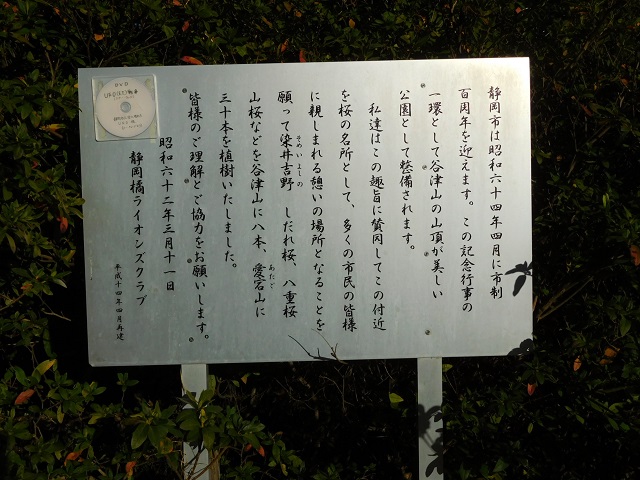 静岡市は昭和六十四年四月に市制
百周年を迎えます。この記念行事の
一環として谷津山の山頂が美しい
公園として整備されます。
私達はこの趣旨に賛同してこの付近
を桜の名所として、多くの市民の皆様
に親しまれる憩いの場所となることを
願って染井吉野 しだれ桜、八重桜
そめいよしの
山桜などを谷津山に八本、愛宕山に
あたご
三十本を植樹いたしました。
皆様のご理解とご協力をお願いします。
昭和六十二年三月十一日
静岡橘ライオンズクラブ
平成十四年四月再建
DVD